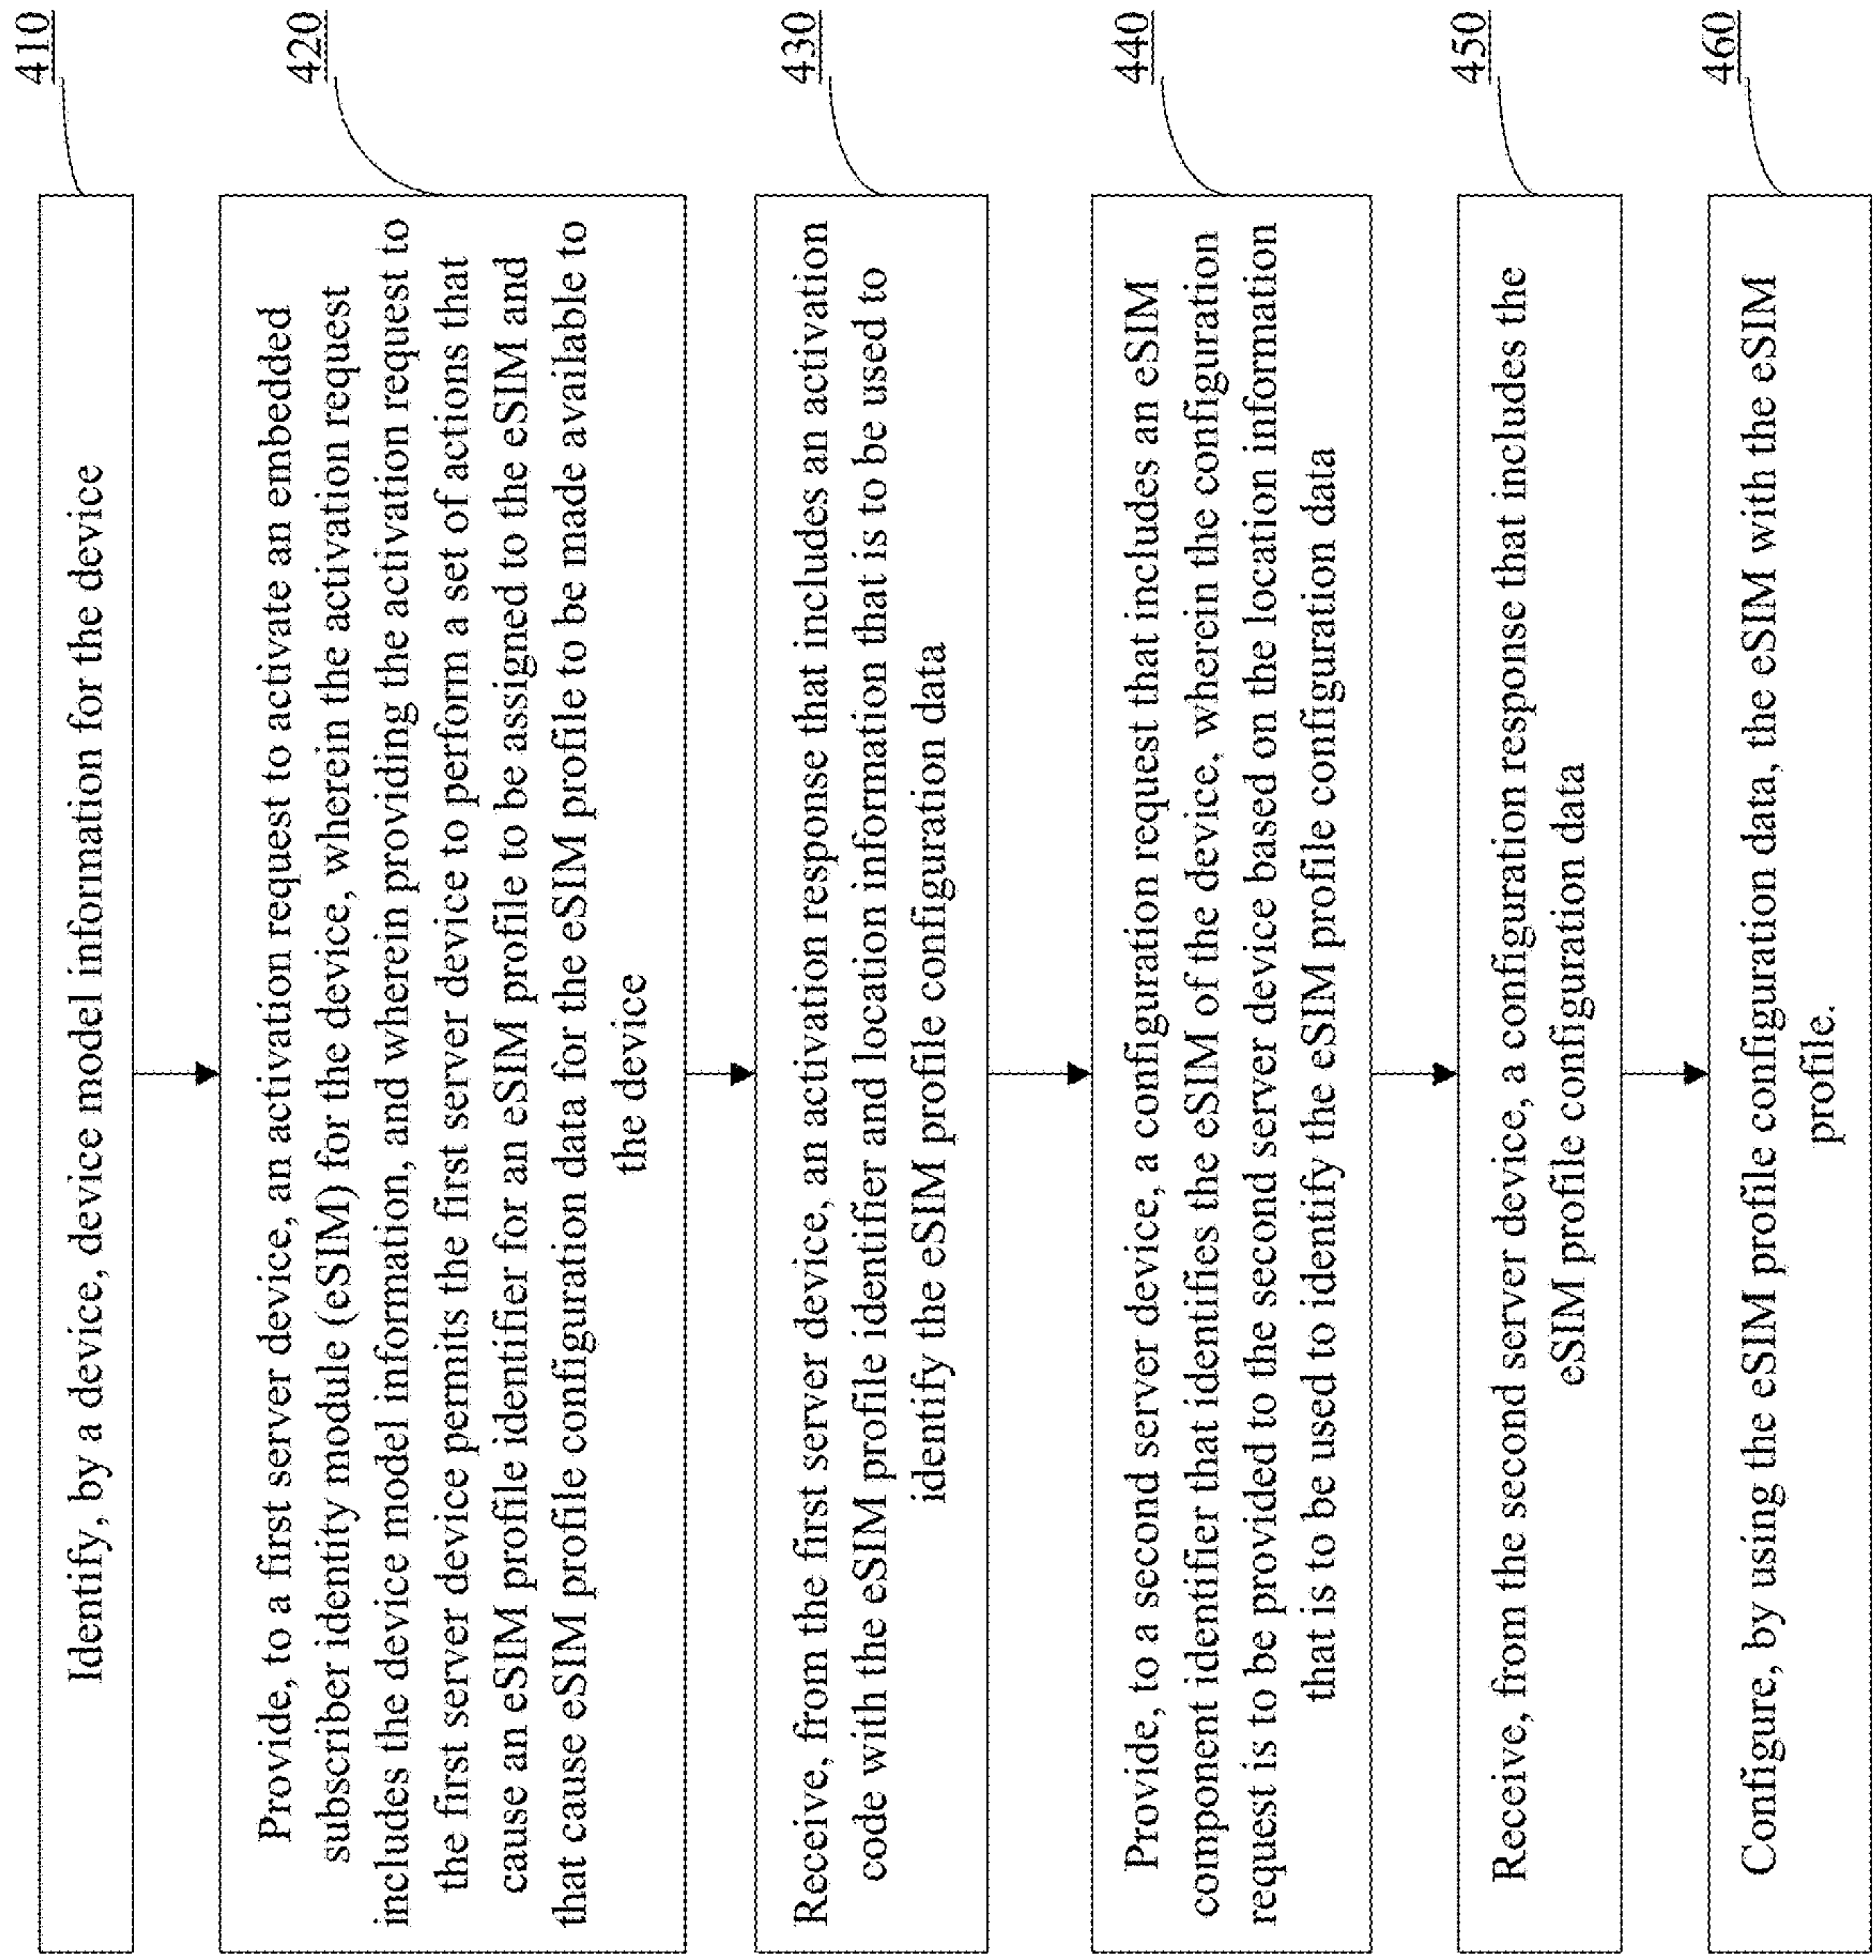 410
Identify, by a device, device model information for the device
420
Provide, to a first server device, an activation request to activate an embedded
subscriber identity module (eSIM) for the device, wherein the activation request
includes the device model information, and wherein providing the activation request to
the first server device permits the first server device to perform a set of actions that
cause an eSIM profile identifier for an eSIM profile to be assigned to the eSIM and
that cause eSIM profile configuration data for the eSIM profile to be made available to
the device
430
Receive, from the first server device, an activation response that includes an activation
code with the eSIM profile identifier and location information that is to be used to
identify the eSIM profile configuration data
440
Provide, to a second server device, a configuration request that includes an eSIM
component identifier that identifies the eSIM of the device, wherein the configuration
request is to be provided to the second server device based on the location information
that is to be used to identify the eSIM profile configuration data
450
Receive, from the second server device, a configuration response that includes the
eSIM profile configuration data
460
Configure, by using the eSIM profile configuration data, the eSIM with the eSIM
profile.